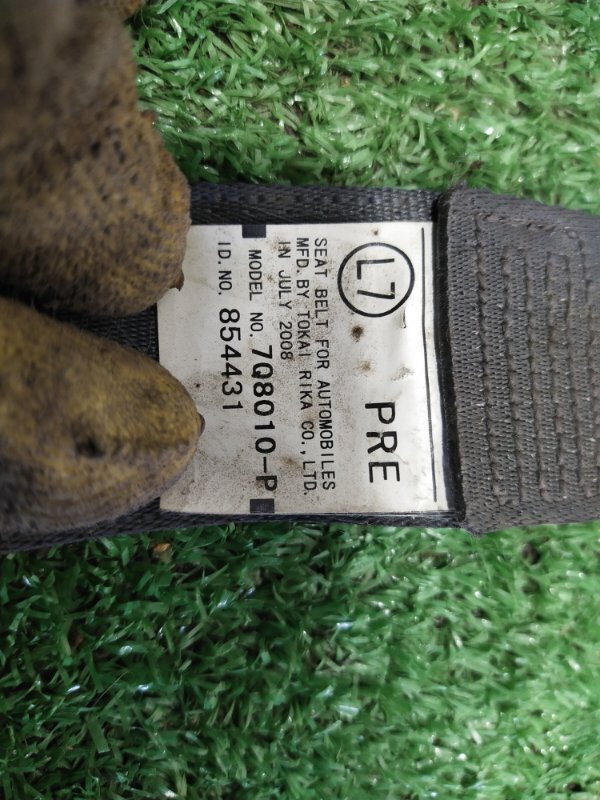 L7 PRE
SEAT BELT FOR AUTOMOBILES
MFD. BY TOKAI RIKA CO., LTD.
IN JULY 2008
MODEL NO. 7Q8010-P
ID. NO. 854431